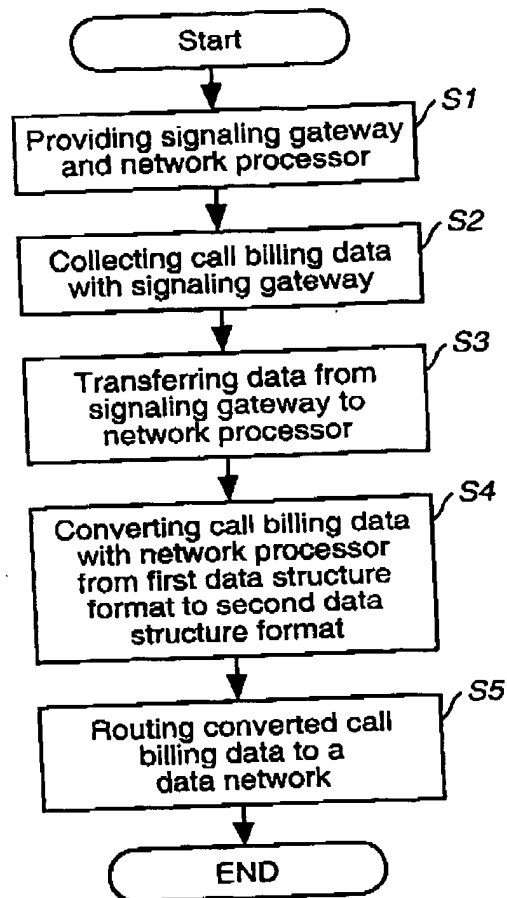 Start
S1
Providing signaling gateway
and network processor
S2
Collecting call billing data
with signaling gateway
S3
Transferring data from
signaling gateway to
network processor
S4
Converting call billing data
with network processor
from first data structure
format to second data
structure format
S5
Routing converted call
billing data to a
data network
END